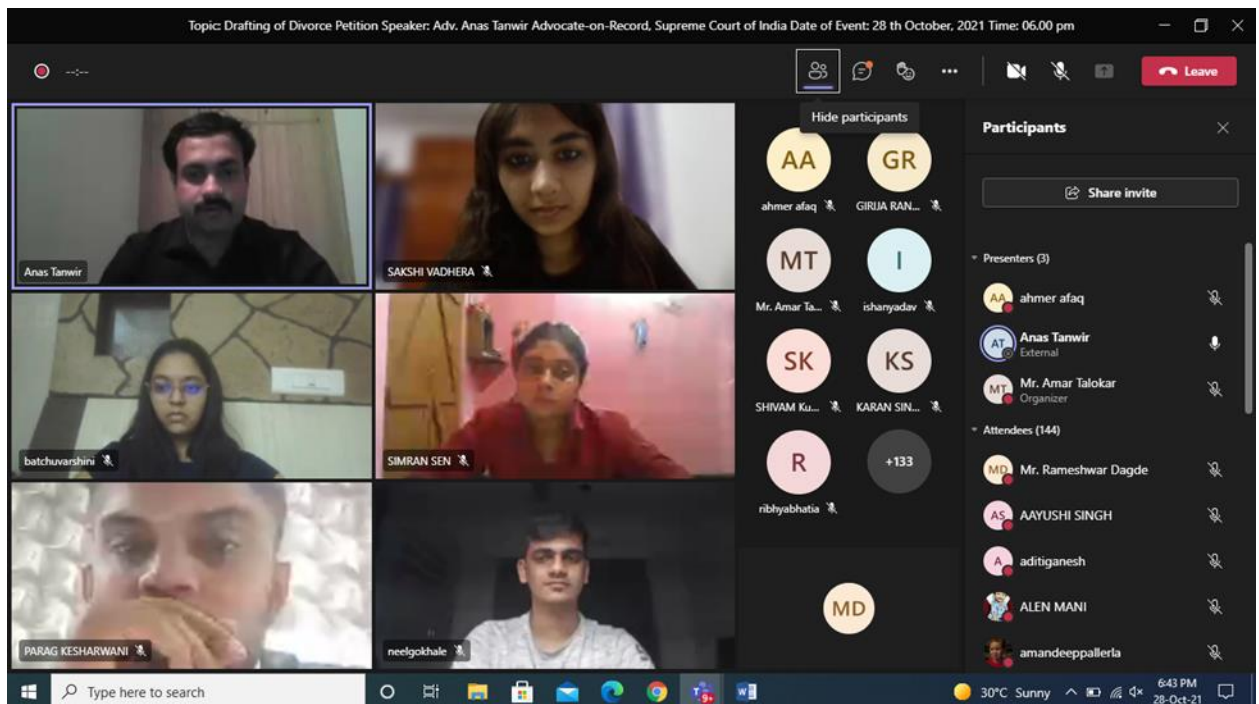 Topic: Drafting of Divorce Petition Speaker: Adv. Anas Tanwir Advocate-on-Record, Supreme Court of India Date of Event: 28 th October, 2021 Time: 06.00 pm
--:--
Leave
Hide participants
Anas Tanwir
SAKSHI VADHERA
batchuvarshini
SIMRAN SEN
PARAG KESHARWANI
neelgokhale
AA
GR
ahmer afaq
GIRIJA RAN...
MT
I
Mr. Amar Ta...
ishanyadav
SK
KS
SHIVAM Ku...
KARAN SIN...
R
+133
ribhyabhatia
MD
Participants
Share invite
Presenters (3)
AA
ahmer afaq
AT
Anas Tanwir
External
MT
Mr. Amar Talokar
Organizer
Attendees (144)
MD
Mr. Rameshwar Dagde
AS
AAYUSHI SINGH
A
aditiganesh
ALEN MANI
amandeeppallerla
Type here to search
9+
W
30°C Sunny
6:43 PM
28-Oct-21